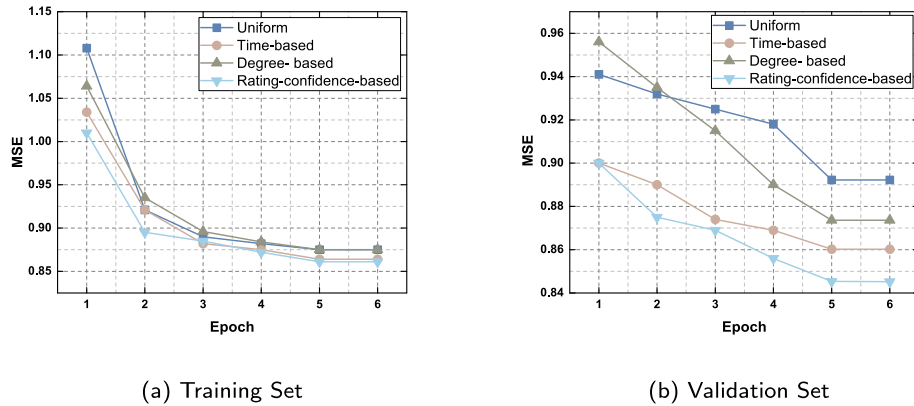 1.15
1.10
1.05
1.00
0.95
0.90
0.85
MSE
1 2 3 4 5 6
Epoch
Uniform
Time-based
Degree- based
Rating-confidence-based
(a) Training Set
0.96
0.94
0.92
0.90
0.88
0.86
0.84
MSE
1 2 3 4 5 6
Epoch
Uniform
Time-based
Degree- based
Rating-confidence-based
(b) Validation Set